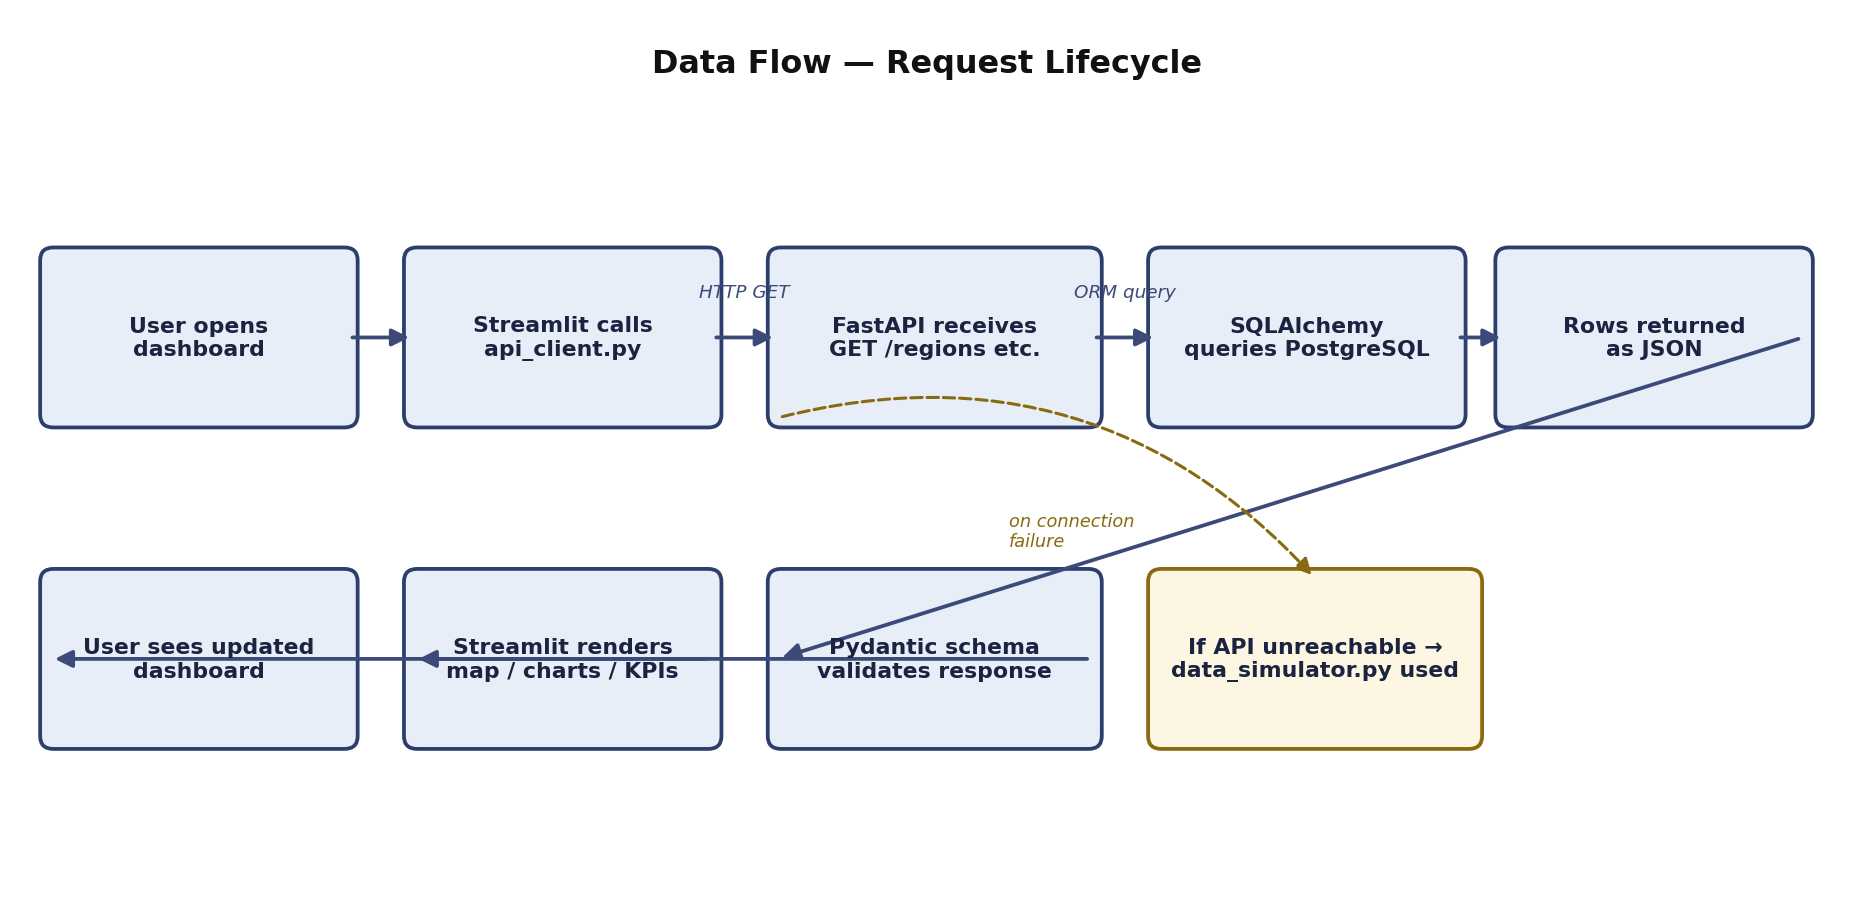 Data Flow — Request Lifecycle
User opens
dashboard
Streamlit calls
api_client.py
HTTP GET
FastAPI receives
GET /regions etc.
ORM query
SQLAlchemy
queries PostgreSQL
Rows returned
as JSON
on connection
failure
User sees updated
dashboard
Streamlit renders
map / charts / KPIs
Pydantic schema
validates response
If API unreachable →
data_simulator.py used